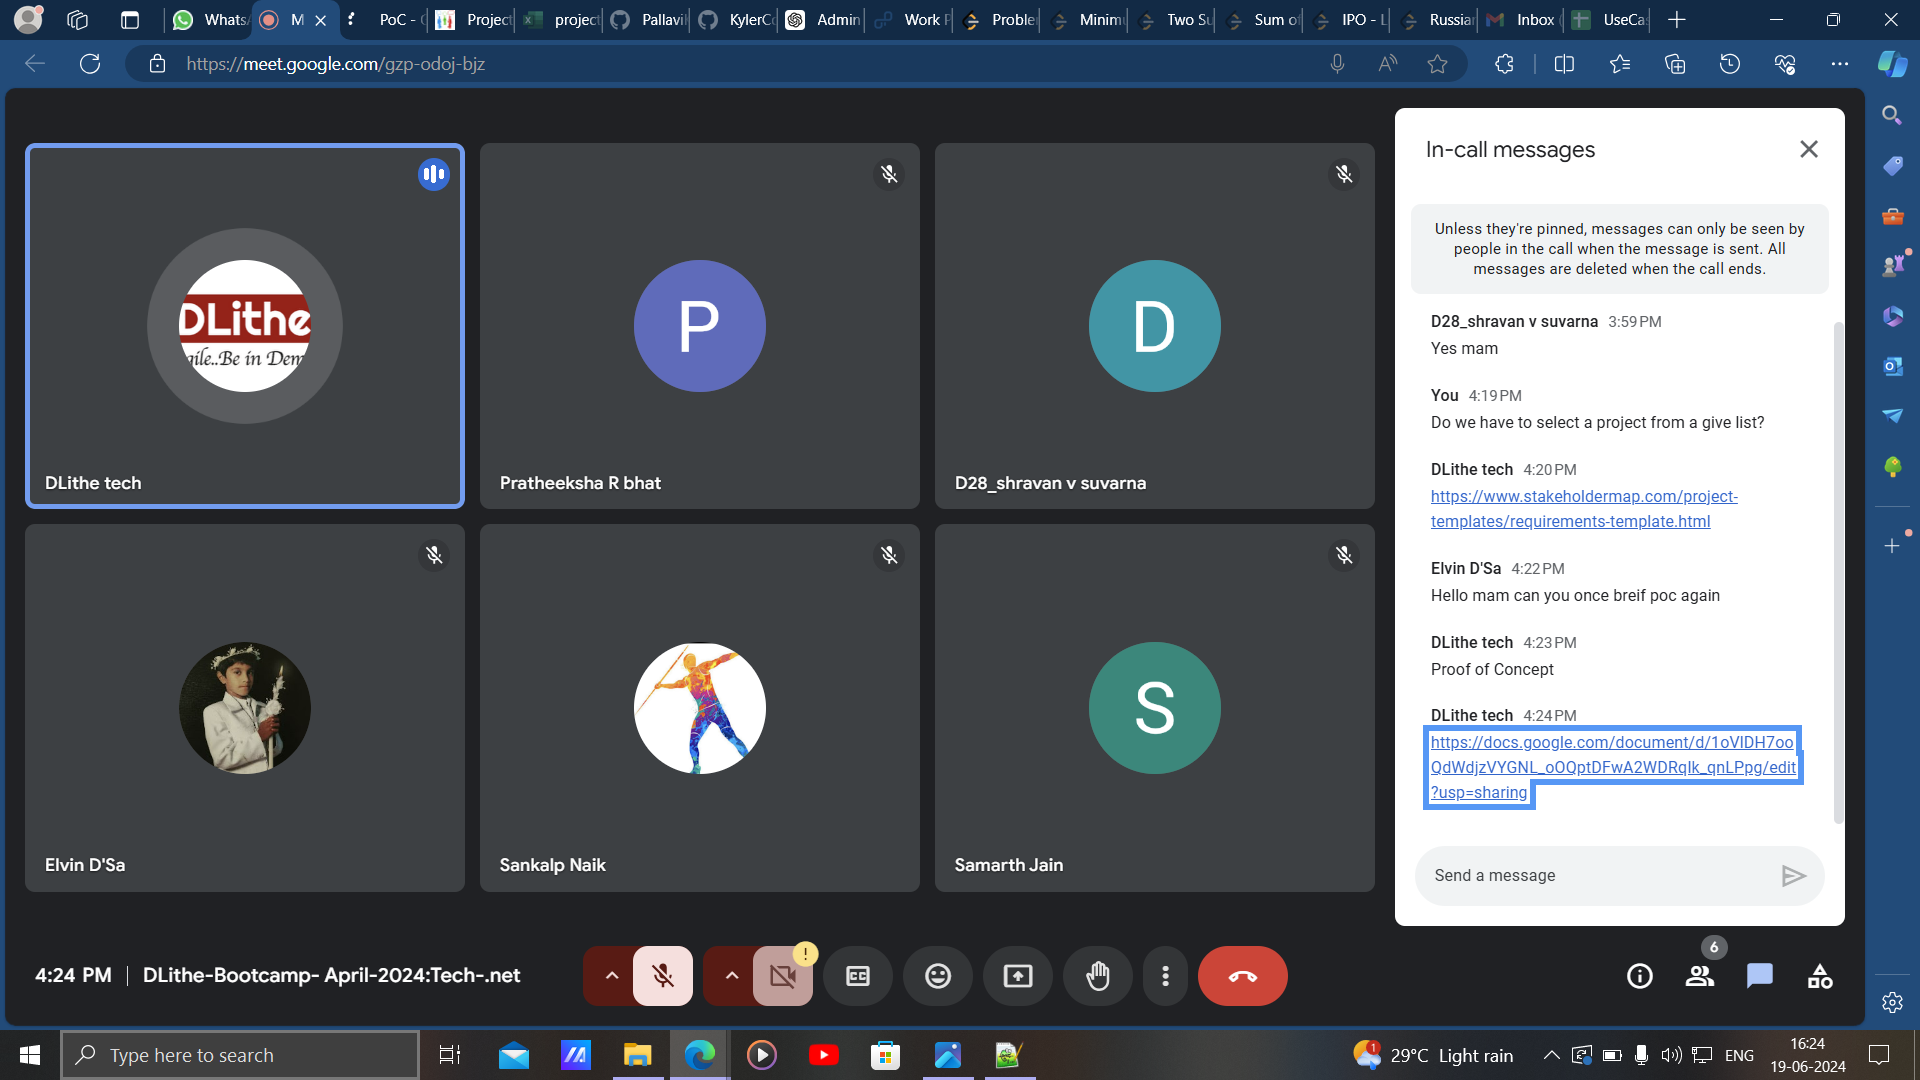 Whats
M
PoC -
Project
project
Pallavi
KylerCo
Admin
Work P
Proble
Minim
Two Su
Sum o
IPO - L
Russia
Inbox
UseCa
https://meet.google.com/gzp-odoj-bjz
DLithe
gile..Be in Dem
DLithe tech
P
Pratheeksha R bhat
D
D28_shravan v suvarna
Elvin D'Sa
Sankalp Naik
S
Samarth Jain
In-call messages
Unless they're pinned, messages can only be seen by
people in the call when the message is sent. All
messages are deleted when the call ends.
D28_shravan v suvarna 3:59 PM
Yes mam
You 4:19 PM
Do we have to select a project from a give list?
DLithe tech 4:20 PM
https://www.stakeholdermap.com/project-
templates/requirements-template.html
Elvin D'Sa 4:22 PM
Hello mam can you once breif poc again
DLithe tech 4:23 PM
Proof of Concept
DLithe tech 4:24 PM
https://docs.google.com/document/d/1oVIDH7oo
QdWdjzVYGNL_oOQptDFwA2WDRqlk_qnLPpg/edit
?usp=sharing
Send a message
4:24 PM | DLithe-Bootcamp- April-2024:Tech-.net
!
CC
6
Type here to search
1
29°C Light rain
ENG
16:24
19-06-2024